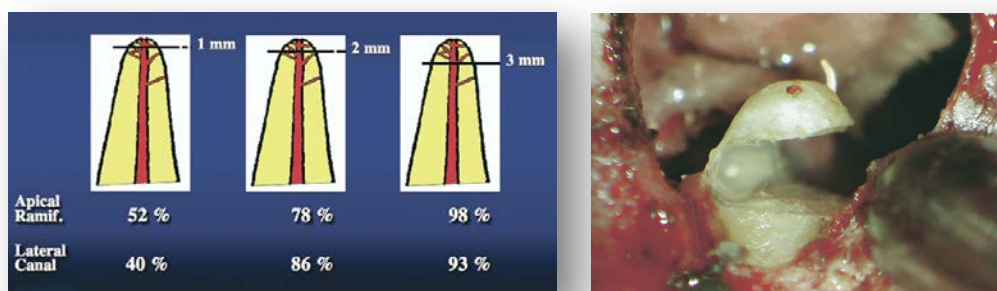 1 mm
2 mm
3 mm
Apical
Ramif.
52 %
78 %
98 %
Lateral
Canal
40 %
86 %
93 %